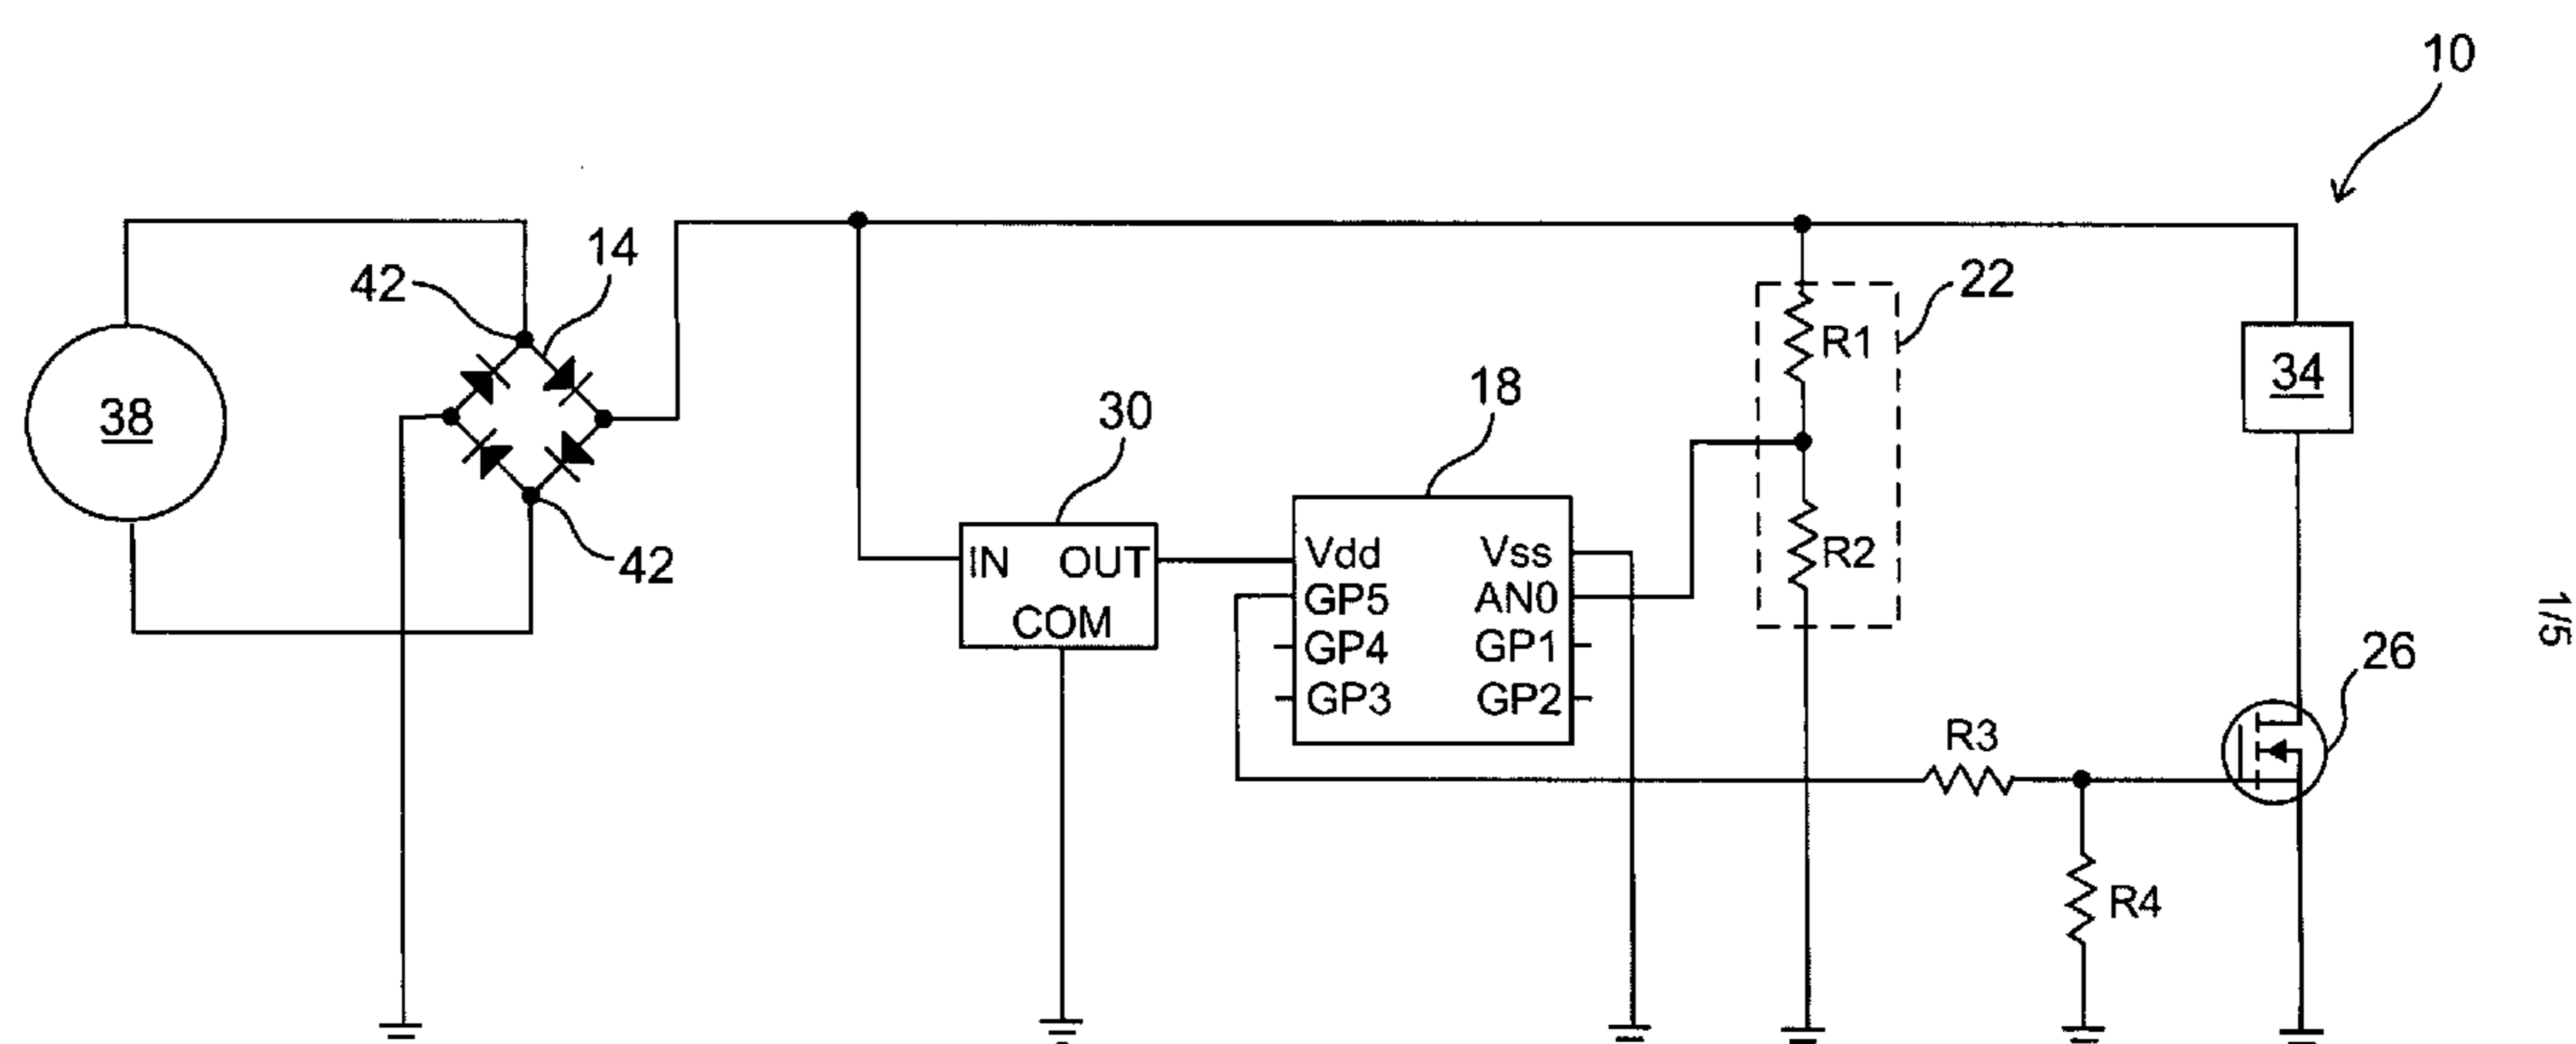 10
42
14
38
42
30
IN OUT
COM
18
Vdd Vss
GP5 AN0
GP4 GP1
GP3 GP2
22
R1
R2
34
26
R3
R4
1/5